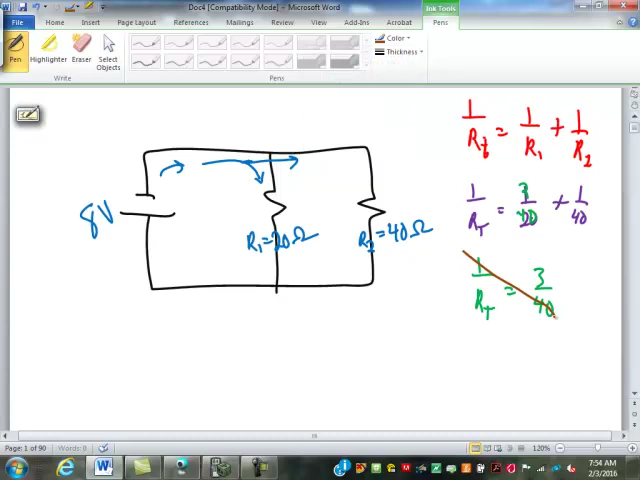 Doc4 [Compatibility Mode] - Microsoft Word
Ink Tools
File Home Insert Page Layout References Mailings Review View Add-Ins Acrobat Pens
Pen Highlighter Eraser Select Objects
Color
Thickness
Write Pens
8V
R₁=20Ω
R₂=40Ω
1/Rt = 1/R₁ + 1/R₂
1/RT = 1/20 + 1/40
1/RT = 3/40
Page: 1 of 90 Words: 0 120%
7:54 AM
2/3/2016